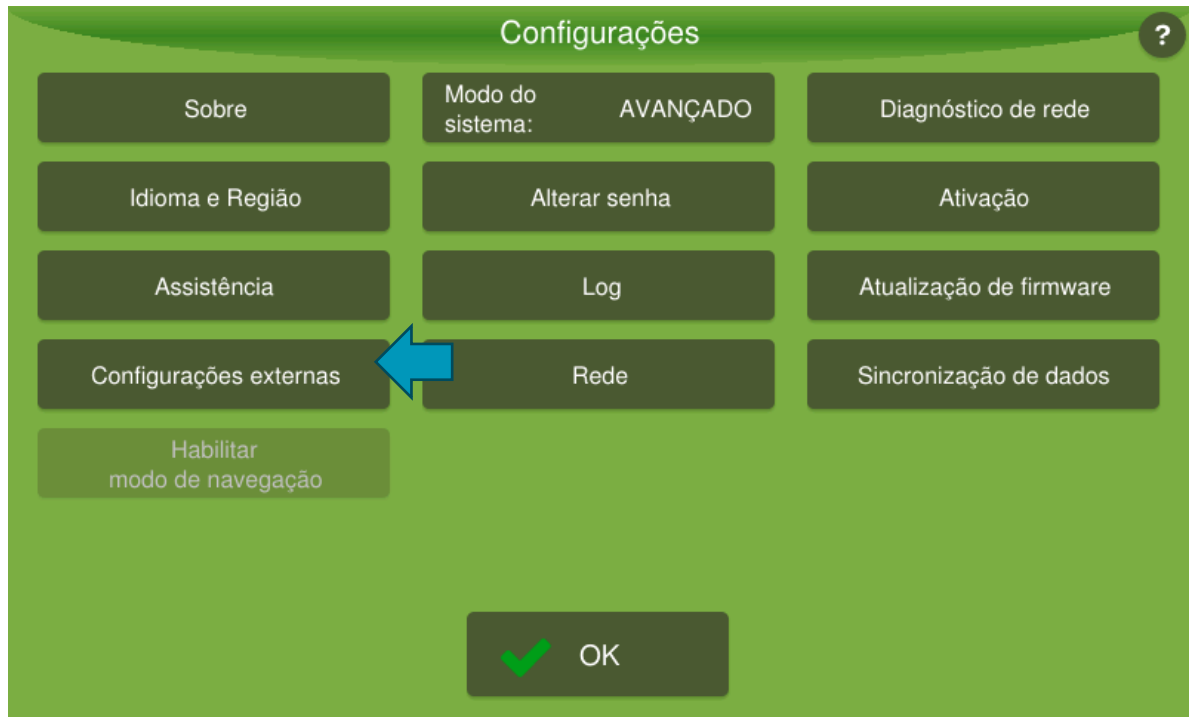 Configurações
?
Sobre
Modo do
sistema:
AVANÇADO
Diagnóstico de rede
Idioma e Região
Alterar senha
Ativação
Assistência
Log
Atualização de firmware
Configurações externas
Rede
Sincronização de dados
Habilitar
modo de navegação
OK